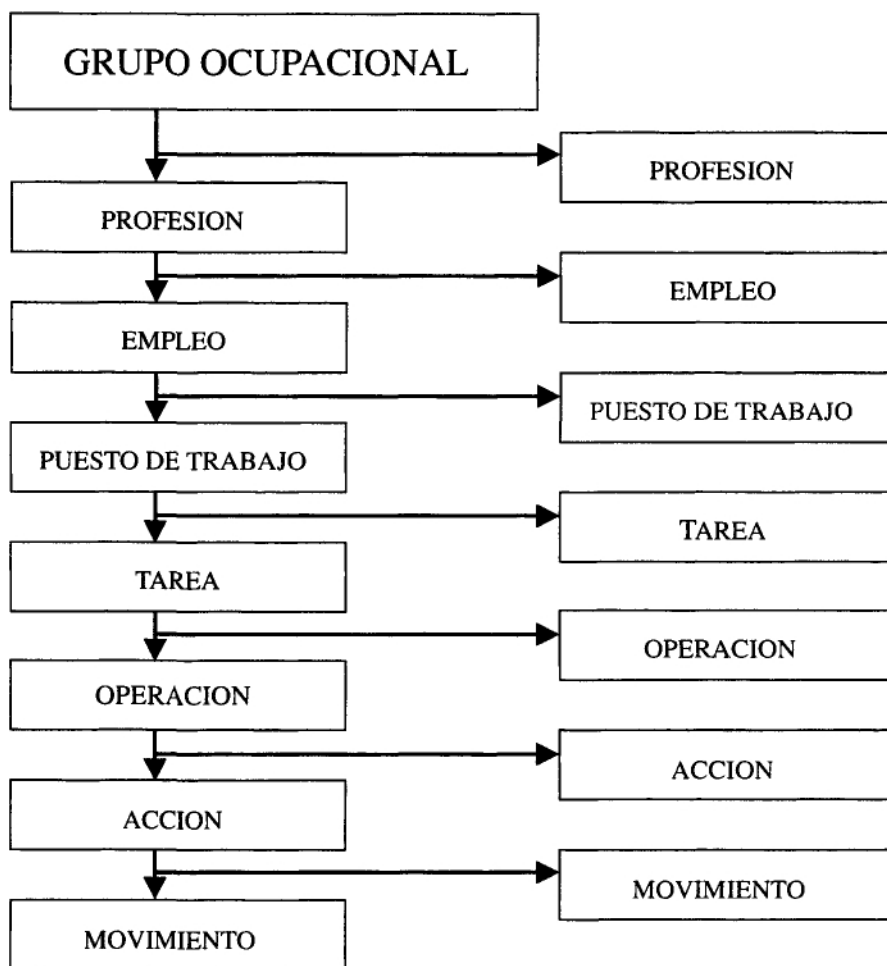 GRUPO OCUPACIONAL
PROFESION
PROFESION
EMPLEO
EMPLEO
PUESTO DE TRABAJO
PUESTO DE TRABAJO
TAREA
TAREA
OPERACION
OPERACION
ACCION
ACCION
MOVIMIENTO
MOVIMIENTO